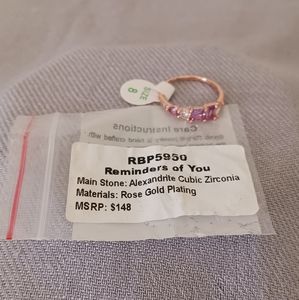 SIZE
8
Care Instructions
RBP5950
Reminders of You
Main Stone: Alexandrite Cubic Zirconia
Materials: Rose Gold Plating
MSRP: $148